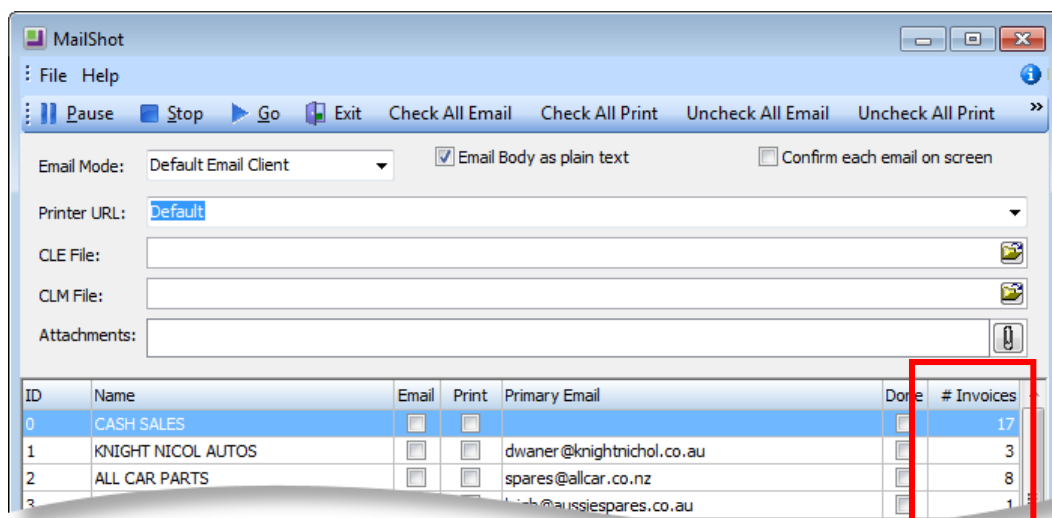 MailShot
File Help
Pause Stop Go Exit Check All Email Check All Print Uncheck All Email Uncheck All Print »
Email Mode: Default Email Client Email Body as plain text Confirm each email on screen
Printer URL: Default
CLE File:
CLM File:
Attachments:
ID Name Email Print Primary Email Done # Invoices
0 CASH SALES 17
1 KNIGHT NICOL AUTOS dwaner@knightnichol.co.au 3
2 ALL CAR PARTS spares@allcar.co.nz 8
3 1